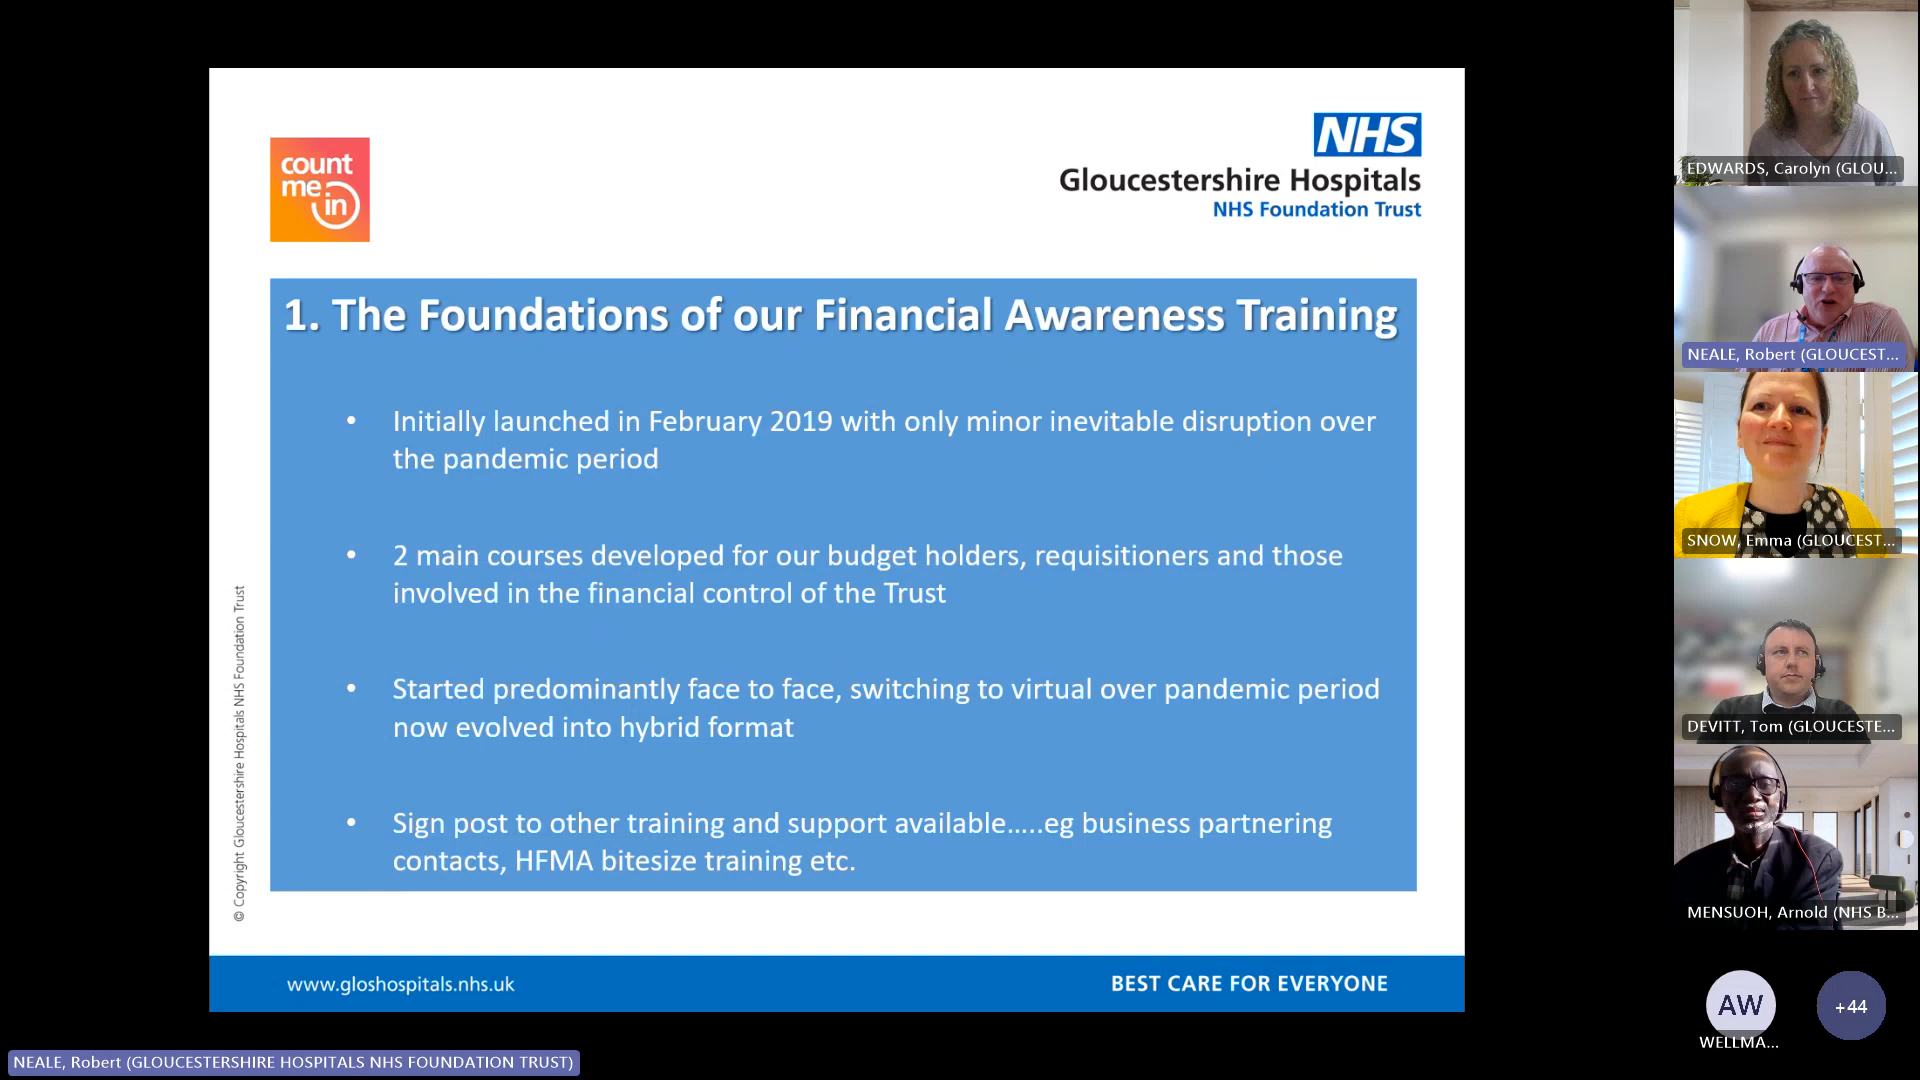 count
me
in
NHS
Gloucestershire Hospitals
NHS Foundation Trust
1. The Foundations of our Financial Awareness Training
• Initially launched in February 2019 with only minor inevitable disruption over
the pandemic period
• 2 main courses developed for our budget holders, requisitioners and those
involved in the financial control of the Trust
• Started predominantly face to face, switching to virtual over pandemic period
now evolved into hybrid format
• Sign post to other training and support available…..eg business partnering
contacts, HFMA bitesize training etc.
© Copyright Gloucestershire Hospitals NHS Foundation Trust
www.gloshospitals.nhs.uk
BEST CARE FOR EVERYONE
NEALE, Robert (GLOUCESTERSHIRE HOSPITALS NHS FOUNDATION TRUST)
EDWARDS, Carolyn (GLOU...
NEALE, Robert (GLOUCEST...
SNOW, Emma (GLOUCEST...
DEVITT, Tom (GLOUCESTE...
MENSUOH, Arnold (NHS B...
AW
WELLMA...
+44